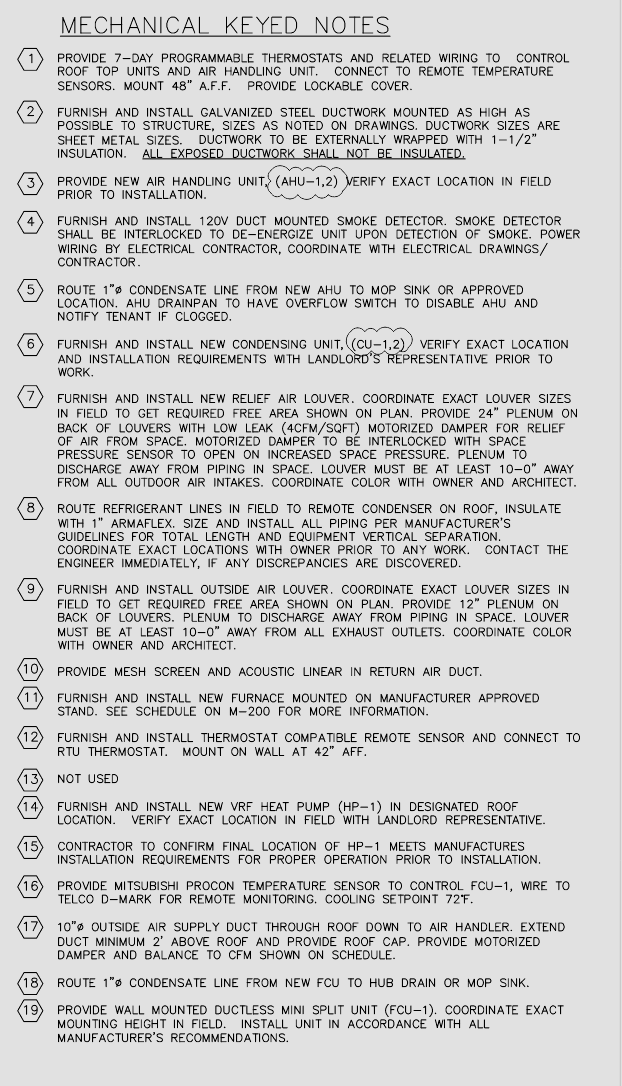 MECHANICAL KEYED NOTES
1 PROVIDE 7-DAY PROGRAMMABLE THERMOSTATS AND RELATED WIRING TO CONTROL
ROOF TOP UNITS AND AIR HANDLING UNIT. CONNECT TO REMOTE TEMPERATURE
SENSORS. MOUNT 48" A.F.F. PROVIDE LOCKABLE COVER.
2 FURNISH AND INSTALL GALVANIZED STEEL DUCTWORK MOUNTED AS HIGH AS
POSSIBLE TO STRUCTURE, SIZES AS NOTED ON DRAWINGS. DUCTWORK SIZES ARE
SHEET METAL SIZES. DUCTWORK TO BE EXTERNALLY WRAPPED WITH 1-1/2"
INSULATION. ALL EXPOSED DUCTWORK SHALL NOT BE INSULATED.
3 PROVIDE NEW AIR HANDLING UNIT, (AHU-1,2) VERIFY EXACT LOCATION IN FIELD
PRIOR TO INSTALLATION.
4 FURNISH AND INSTALL 120V DUCT MOUNTED SMOKE DETECTOR. SMOKE DETECTOR
SHALL BE INTERLOCKED TO DE-ENERGIZE UNIT UPON DETECTION OF SMOKE. POWER
WIRING BY ELECTRICAL CONTRACTOR, COORDINATE WITH ELECTRICAL DRAWINGS/
CONTRACTOR.
5 ROUTE 1"ø CONDENSATE LINE FROM NEW AHU TO MOP SINK OR APPROVED
LOCATION. AHU DRAINPAN TO HAVE OVERFLOW SWITCH TO DISABLE AHU AND
NOTIFY TENANT IF CLOGGED.
6 FURNISH AND INSTALL NEW CONDENSING UNIT, (CU-1,2) VERIFY EXACT LOCATION
AND INSTALLATION REQUIREMENTS WITH LANDLORD'S REPRESENTATIVE PRIOR TO
WORK.
7 FURNISH AND INSTALL NEW RELIEF AIR LOUVER. COORDINATE EXACT LOUVER SIZES
IN FIELD TO GET REQUIRED FREE AREA SHOWN ON PLAN. PROVIDE 24" PLENUM ON
BACK OF LOUVERS WITH LOW LEAK (4CFM/SQFT) MOTORIZED DAMPER FOR RELIEF
OF AIR FROM SPACE. MOTORIZED DAMPER TO BE INTERLOCKED WITH SPACE
PRESSURE SENSOR TO OPEN ON INCREASED SPACE PRESSURE. PLENUM TO
DISCHARGE AWAY FROM PIPING IN SPACE. LOUVER MUST BE AT LEAST 10-0" AWAY
FROM ALL OUTDOOR AIR INTAKES. COORDINATE COLOR WITH OWNER AND ARCHITECT.
8 ROUTE REFRIGERANT LINES IN FIELD TO REMOTE CONDENSER ON ROOF, INSULATE
WITH 1" ARMAFLEX. SIZE AND INSTALL ALL PIPING PER MANUFACTURER'S
GUIDELINES FOR TOTAL LENGTH AND EQUIPMENT VERTICAL SEPARATION.
COORDINATE EXACT LOCATIONS WITH OWNER PRIOR TO ANY WORK. CONTACT THE
ENGINEER IMMEDIATELY, IF ANY DISCREPANCIES ARE DISCOVERED.
9 FURNISH AND INSTALL OUTSIDE AIR LOUVER. COORDINATE EXACT LOUVER SIZES IN
FIELD TO GET REQUIRED FREE AREA SHOWN ON PLAN. PROVIDE 12" PLENUM ON
BACK OF LOUVERS. PLENUM TO DISCHARGE AWAY FROM PIPING IN SPACE. LOUVER
MUST BE AT LEAST 10-0" AWAY FROM ALL EXHAUST OUTLETS. COORDINATE COLOR
WITH OWNER AND ARCHITECT.
10 PROVIDE MESH SCREEN AND ACOUSTIC LINEAR IN RETURN AIR DUCT.
11 FURNISH AND INSTALL NEW FURNACE MOUNTED ON MANUFACTURER APPROVED
STAND. SEE SCHEDULE ON M-200 FOR MORE INFORMATION.
12 FURNISH AND INSTALL THERMOSTAT COMPATIBLE REMOTE SENSOR AND CONNECT TO
RTU THERMOSTAT. MOUNT ON WALL AT 42" AFF.
13 NOT USED
14 FURNISH AND INSTALL NEW VRF HEAT PUMP (HP-1) IN DESIGNATED ROOF
LOCATION. VERIFY EXACT LOCATION IN FIELD WITH LANDLORD REPRESENTATIVE.
15 CONTRACTOR TO CONFIRM FINAL LOCATION OF HP-1 MEETS MANUFACTURES
INSTALLATION REQUIREMENTS FOR PROPER OPERATION PRIOR TO INSTALLATION.
16 PROVIDE MITSUBISHI PROCON TEMPERATURE SENSOR TO CONTROL FCU-1, WIRE TO
TELCO D-MARK FOR REMOTE MONITORING. COOLING SETPOINT 72°F.
17 10"ø OUTSIDE AIR SUPPLY DUCT THROUGH ROOF DOWN TO AIR HANDLER. EXTEND
DUCT MINIMUM 2' ABOVE ROOF AND PROVIDE ROOF CAP. PROVIDE MOTORIZED
DAMPER AND BALANCE TO CFM SHOWN ON SCHEDULE.
18 ROUTE 1"ø CONDENSATE LINE FROM NEW FCU TO HUB DRAIN OR MOP SINK.
19 PROVIDE WALL MOUNTED DUCTLESS MINI SPLIT UNIT (FCU-1). COORDINATE EXACT
MOUNTING HEIGHT IN FIELD. INSTALL UNIT IN ACCORDANCE WITH ALL
MANUFACTURER'S RECOMMENDATIONS.